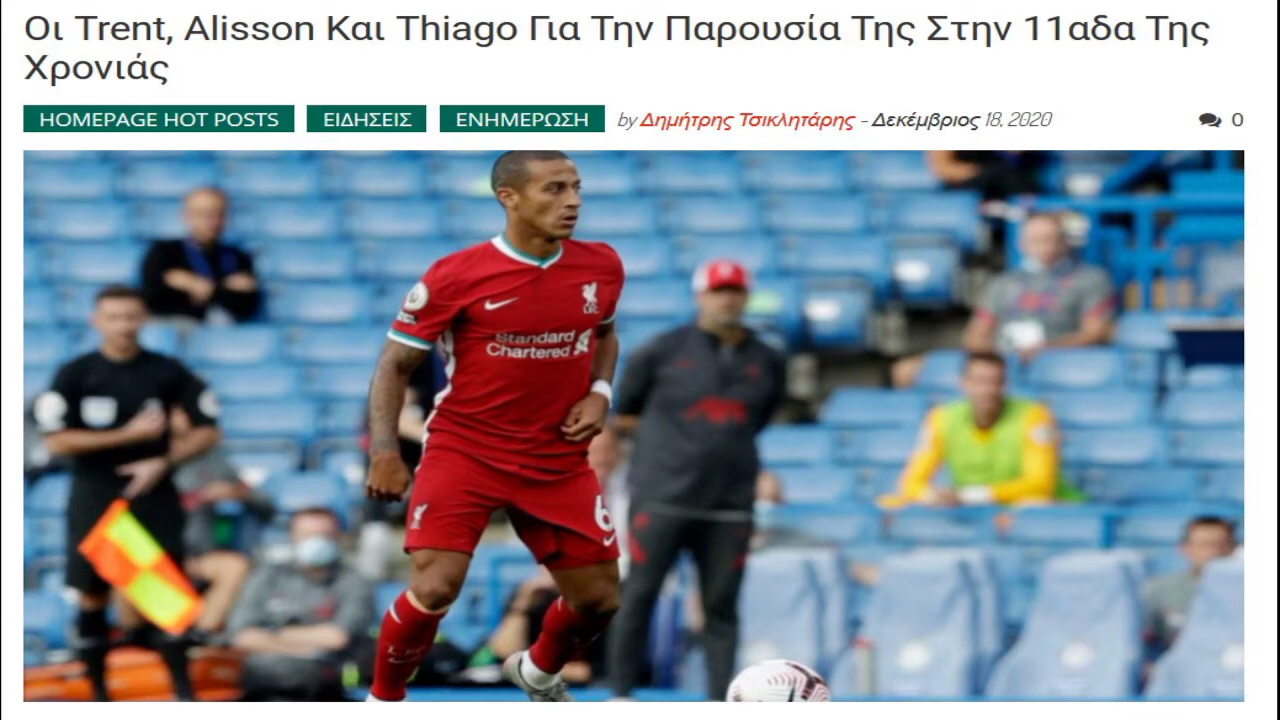 Οι Trent, Alisson Και Thiago Για Την Παρουσία Της Στην 11αδα Της
Χρονιάς
HOMEPAGE HOT POSTS ΕΙΔΗΣΕΙΣ ΕΝΗΜΕΡΩΣΗ by Δημήτρης Τσικλητάρης - Δεκέμβριος 18, 2020 0
Standard
Chartered
6